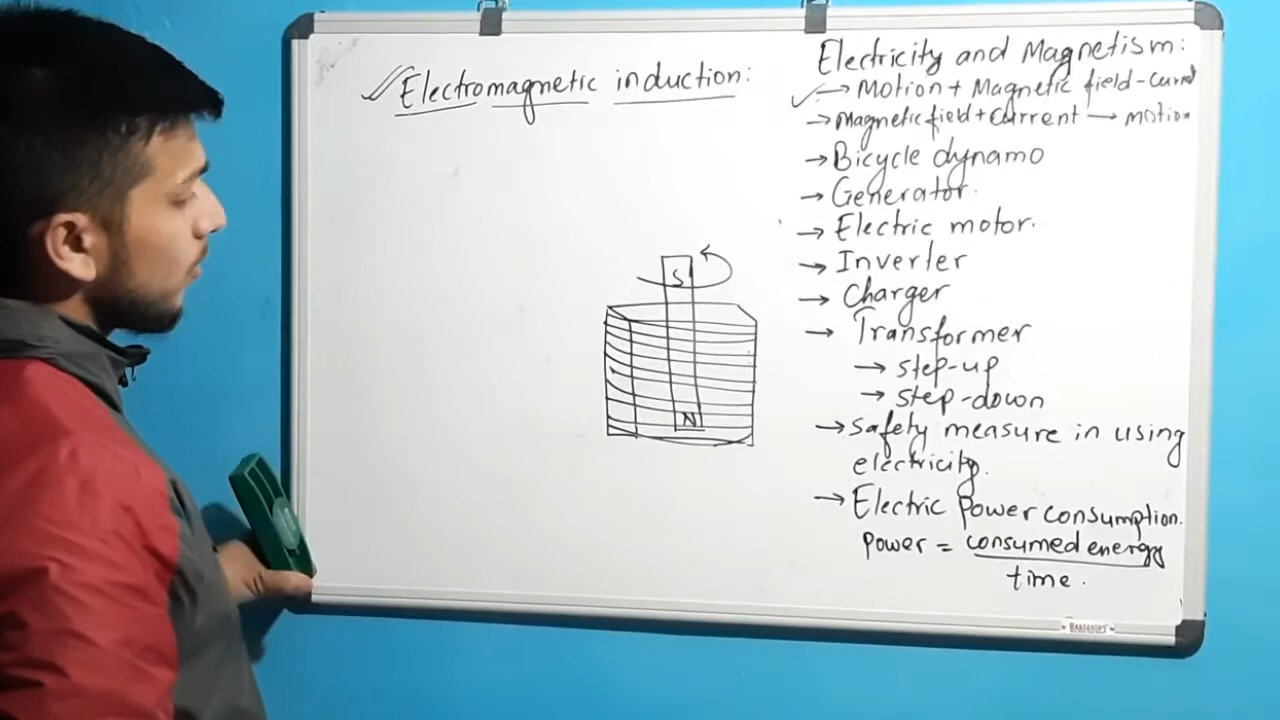 Electromagnetic induction:
S
N
Electricity and Magnetism:
→ Motion + Magnetic field - Current
→ Magnetic field + Current → motion
→ Bicycle dynamo
→ Generator.
→ Electric motor.
→ Inverter
→ Charger
→ Transformer
→ step-up
→ step-down
→ safety measure in using
electricity.
→ Electric Power consumption.
Power = consumed energy
time.